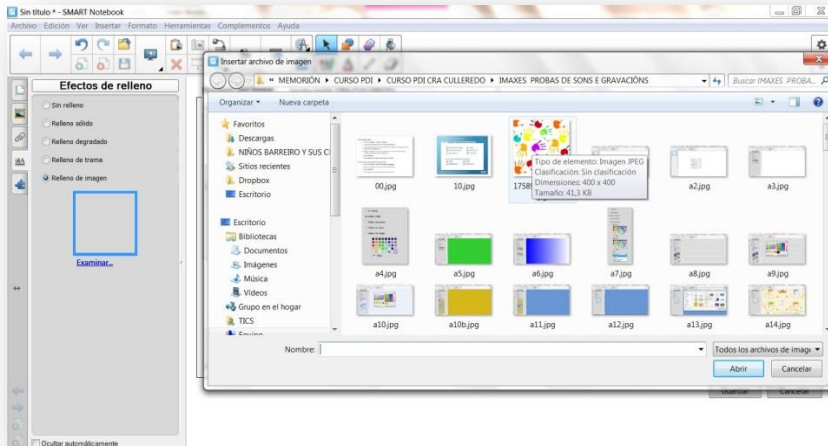 Sin título * - SMART Notebook
Archivo Edición Ver Insertar Formato Herramientas Complementos Ayuda
Insertar archivo de imagen
« MEMORIÓN ▸ CURSO PDI ▸ CURSO PDI CRA CULLEREDO ▸ IMAXES PROBAS DE SONS E GRAVACIÓNS
Buscar IMAXES PROBA...
Efectos de relleno
Sin relleno
Relleno sólido
Relleno degradado
Relleno de trama
Relleno de imagen
Examinar...
Organizar
Nueva carpeta
Favoritos
Descargas
NIÑOS BARREIRO Y SUS C
Sitios recientes
Dropbox
Escritorio
Escritorio
Bibliotecas
Documentos
Imágenes
Música
Vídeos
Grupo en el hogar
TICS
Equipo
Tipo de elemento: Imagen JPEG
Clasificación: Sin clasificación
Dimensiones: 400 x 400
Tamaño: 41,3 KB
00.jpg 10.jpg 1758 a2.jpg a3.jpg
a4.jpg a5.jpg a6.jpg a7.jpg a8.jpg a9.jpg
a10.jpg a10b.jpg a11.jpg a12.jpg a13.jpg a14.jpg
Nombre:
Todos los archivos de image
Abrir Cancelar
Guardar Cancelar
Ocultar automáticamente